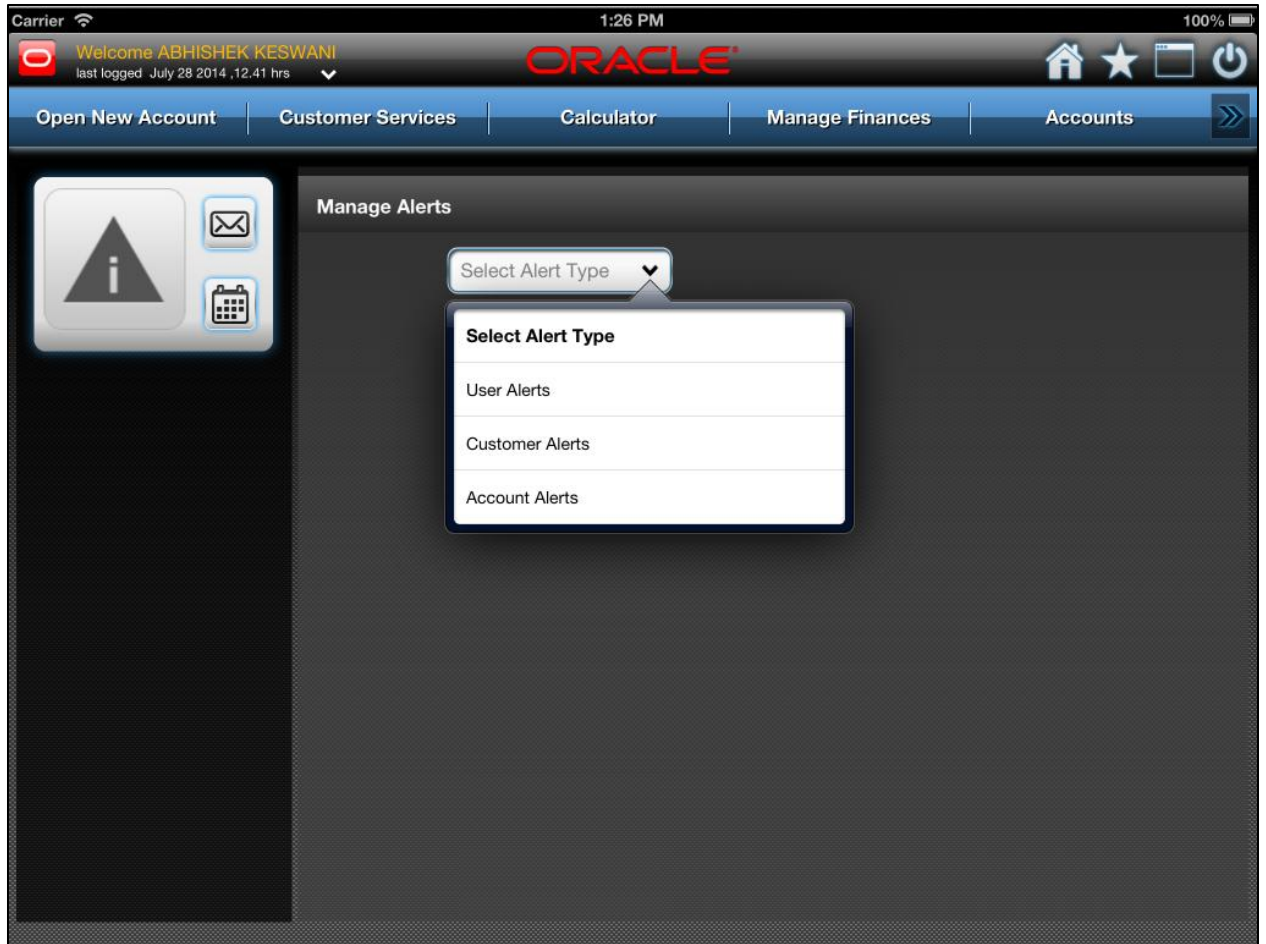 Carrier 1:26 PM 100%
Welcome ABHISHEK KESWANI
last logged July 28 2014 ,12.41 hrs
ORACLE
Open New Account Customer Services Calculator Manage Finances Accounts
Manage Alerts
Select Alert Type
Select Alert Type
User Alerts
Customer Alerts
Account Alerts